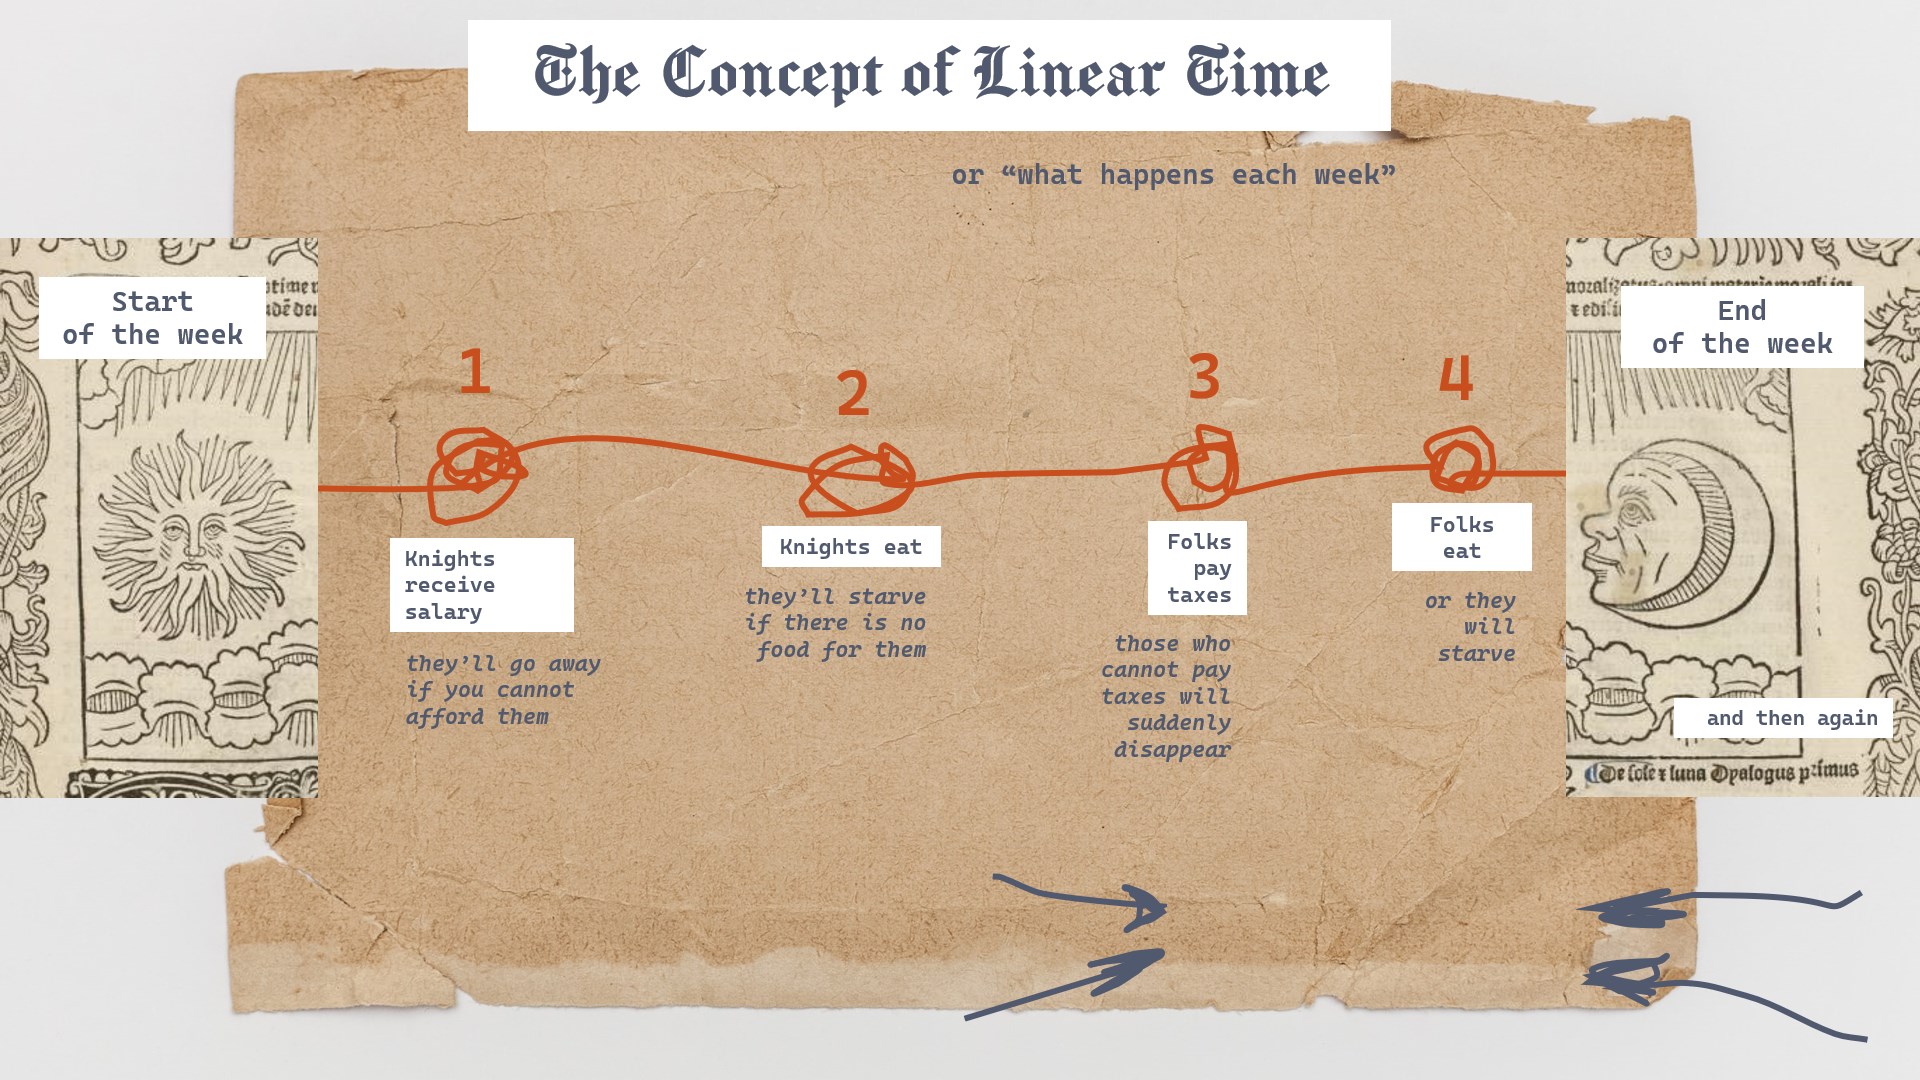 The Concept of Linear Time
or “what happens each week”
Start
of the week
End
of the week
1
2
3
4
Knights
receive
salary
they’ll go away
if you cannot
afford them
Knights eat
they’ll starve
if there is no
food for them
Folks
pay
taxes
those who
cannot pay
taxes will
suddenly
disappear
Folks
eat
or they
will
starve
and then again
De sole et luna Dyalogus primus